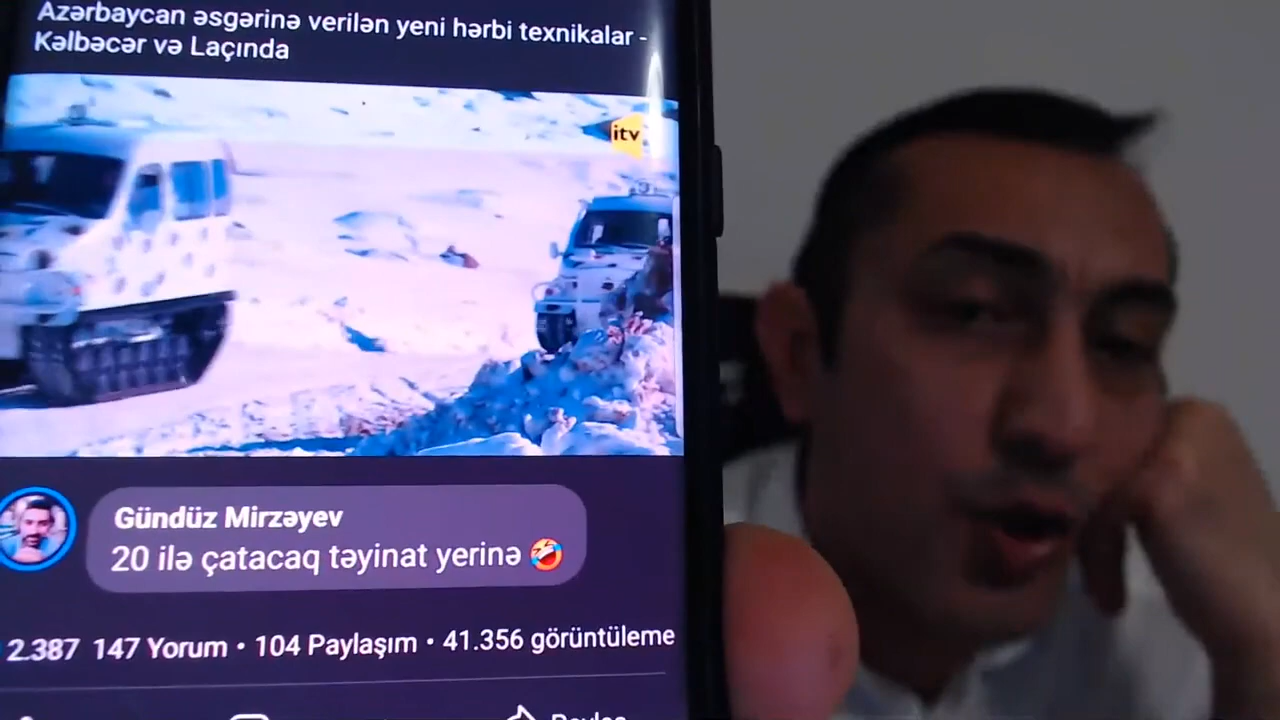 Azərbaycan əsgərinə verilən yeni hərbi texnikalar -
Kəlbəcər və Laçında
itv
Gündüz Mirzəyev
20 ilə çatacaq təyinat yerinə 🤣
2.387 147 Yorum • 104 Paylaşım • 41.356 görüntüleme